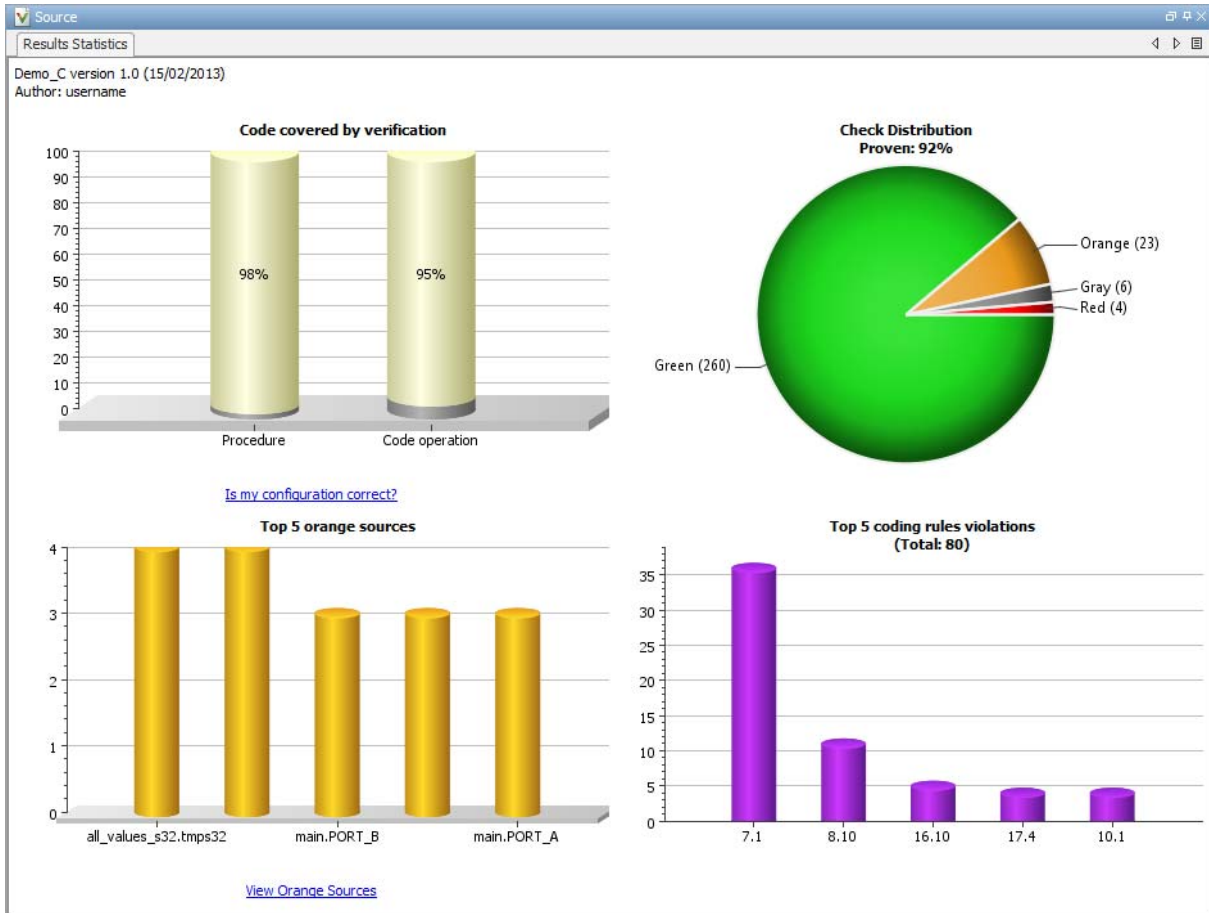 Source
Results Statistics
Demo_C version 1.0 (15/02/2013)
Author: username
Code covered by verification
100
90
80
70
60
50
40
30
20
10
0
98%
95%
Procedure
Code operation
Is my configuration correct?
Check Distribution
Proven: 92%
Orange (23)
Gray (6)
Red (4)
Green (260)
Top 5 orange sources
4
3
2
1
0
all_values_s32.tmps32
main.PORT_B
main.PORT_A
View Orange Sources
Top 5 coding rules violations
(Total: 80)
35
30
25
20
15
10
5
0
7.1
8.10
16.10
17.4
10.1